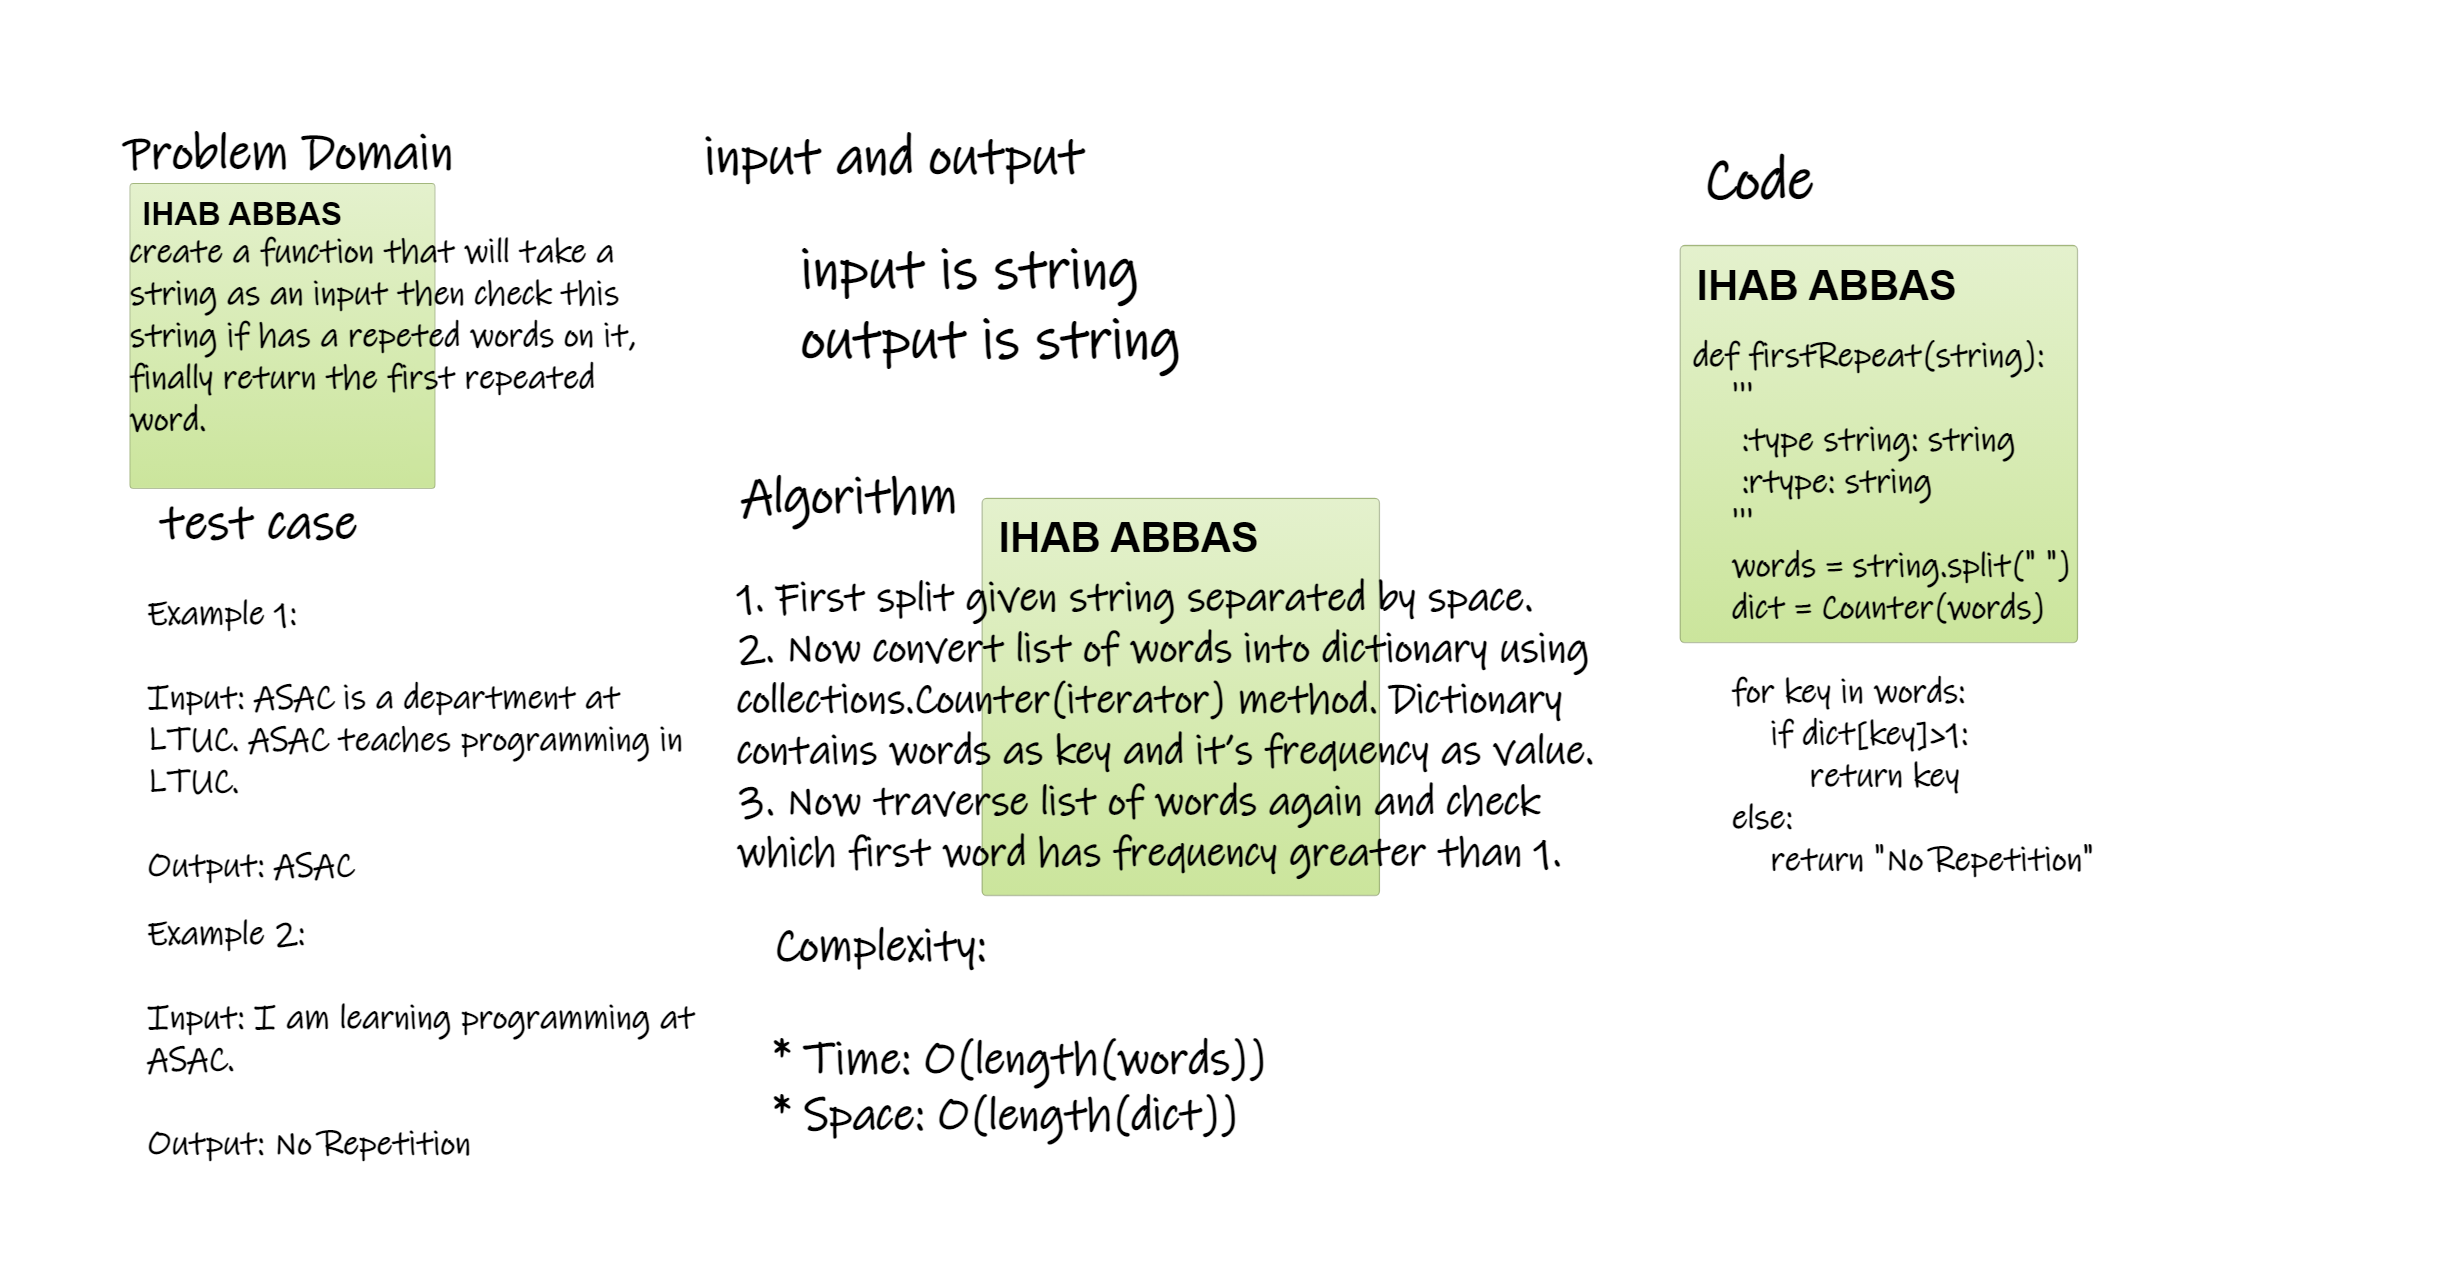 Problem Domain
IHAB ABBAS
create a function that will take a
string as an input then check this
string if has a repeted words on it,
finally return the first repeated
word.
test case
Example 1:
Input: ASAC is a department at
LTUC. ASAC teaches programming in
LTUC.
Output: ASAC
Example 2:
Input: I am learning programming at
ASAC.
Output: No Repetition
input and output
input is string
output is string
Algorithm
IHAB ABBAS
1. First split given string separated by space.
2. Now convert list of words into dictionary using
collections.Counter(iterator) method. Dictionary
contains words as key and it's frequency as value.
3. Now traverse list of words again and check
which first word has frequency greater than 1.
Complexity:
* Time: O(length(words))
* Space: O(length(dict))
Code
IHAB ABBAS
def firstRepeat(string):
'''
:type string: string
:rtype: string
'''
words = string.split(" ")
dict = Counter(words)
for key in words:
if dict[key]>1:
return key
else:
return "No Repetition"